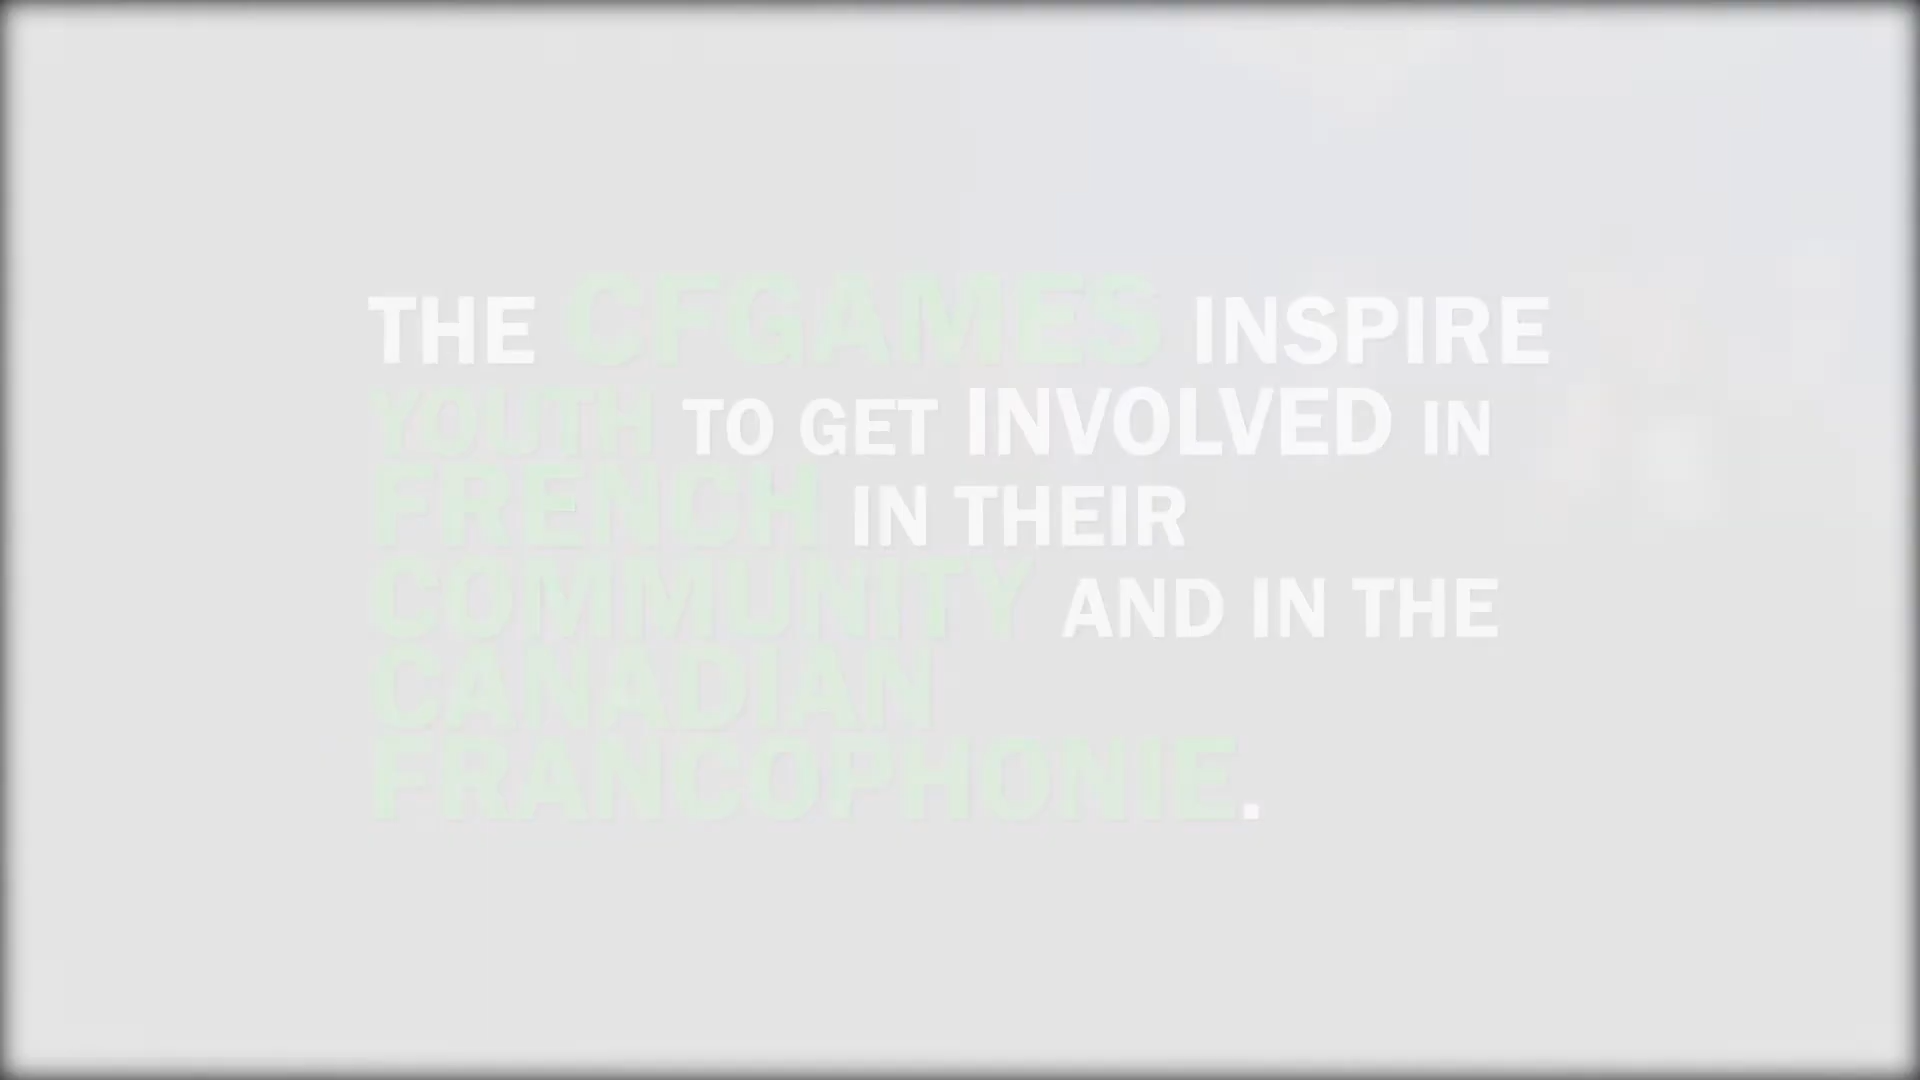 THE CFGAMES INSPIRE
YOUTH TO GET INVOLVED IN
FRENCH IN THEIR
COMMUNITY AND IN THE
CANADIAN
FRANCOPHONIE.